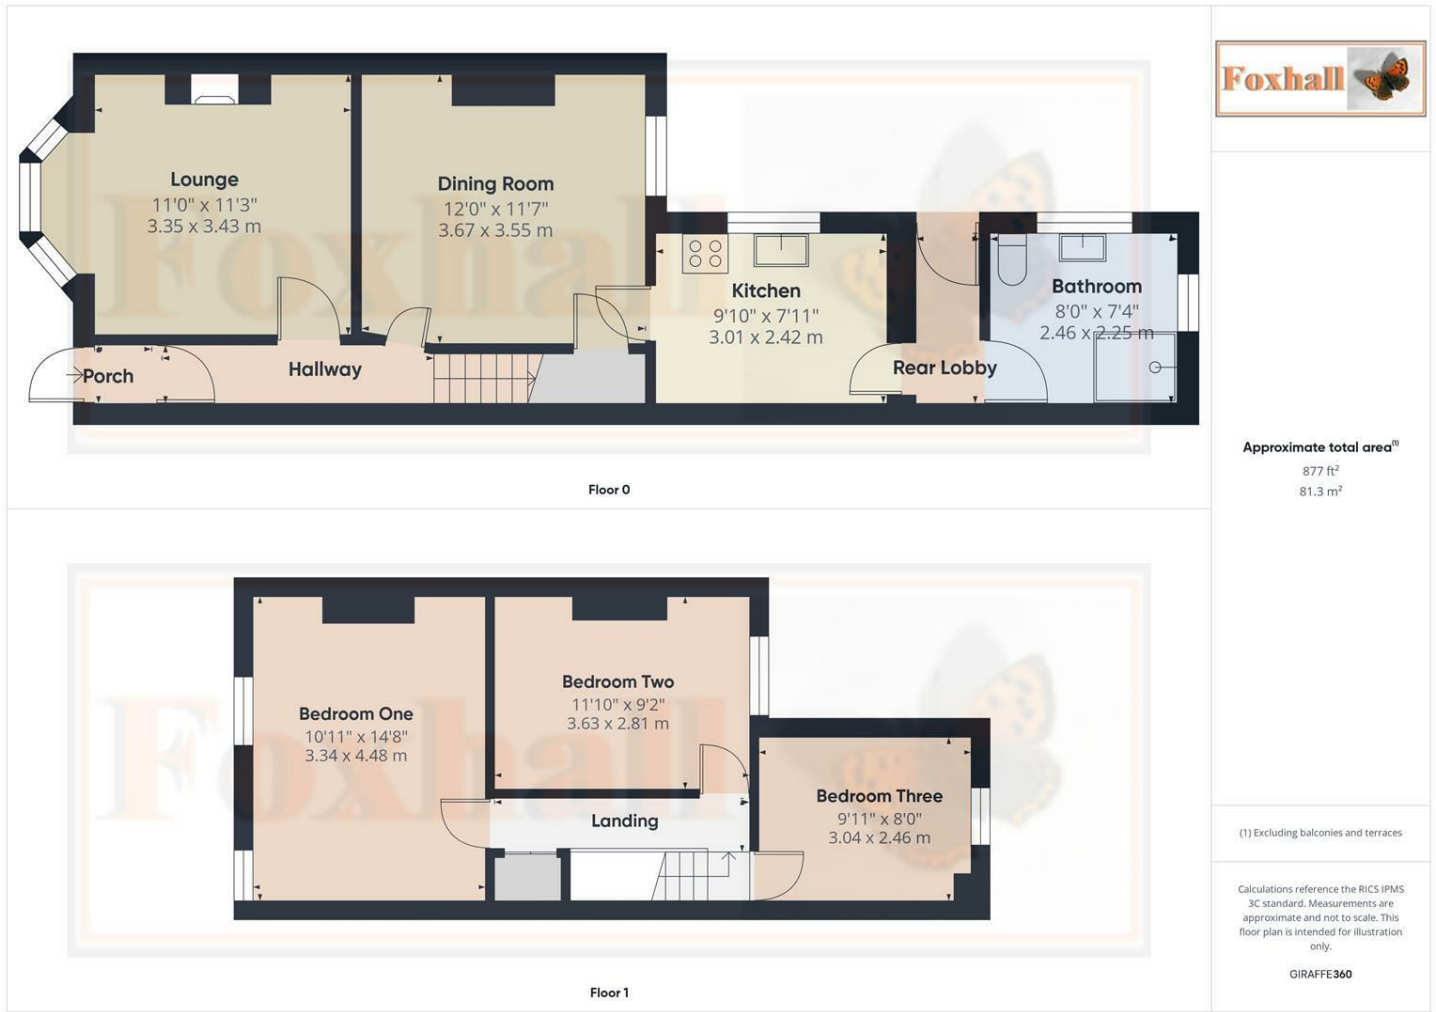 Lounge
11'0" x 11'3"
3.35 x 3.43 m
Dining Room
12'0" x 11'7"
3.67 x 3.55 m
Kitchen
9'10" x 7'11"
3.01 x 2.42 m
Bathroom
8'0" x 7'4"
2.46 x 2.25 m
Porch
Hallway
Rear Lobby
Foxhall
Floor 0
Bedroom One
10'11" x 14'8"
3.34 x 4.48 m
Bedroom Two
11'10" x 9'2"
3.63 x 2.81 m
Bedroom Three
9'11" x 8'0"
3.04 x 2.46 m
Landing
Foxhall
Floor 1
Foxhall
Approximate total area(1)
877 ft²
81.3 m²
(1) Excluding balconies and terraces
Calculations reference the RICS IPMS
3C standard. Measurements are
approximate and not to scale. This
floor plan is intended for illustration
only.
GIRAFFE360